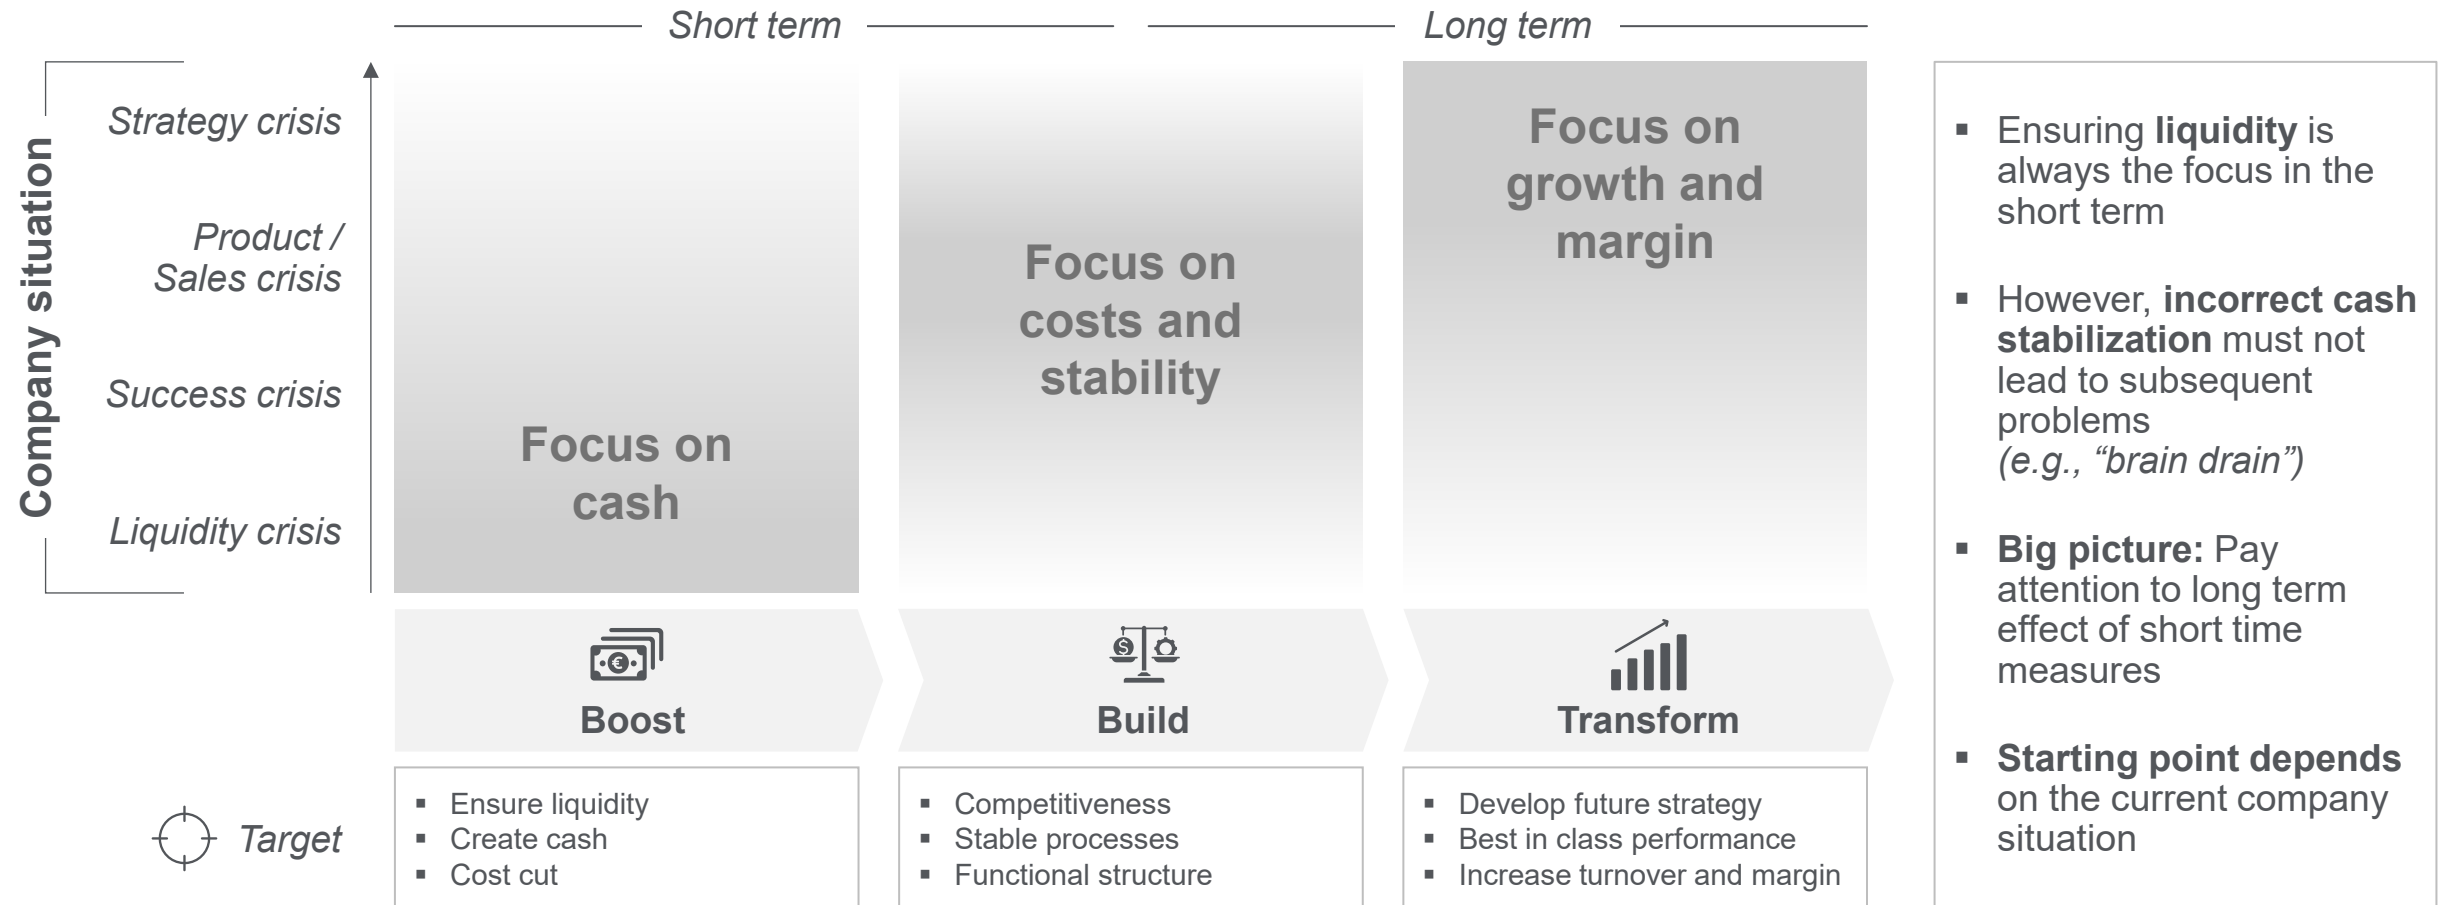 Short term
Long term
Company situation
Strategy crisis
Product /
Sales crisis
Success crisis
Liquidity crisis
Focus on
cash
Focus on
costs and
stability
Focus on
growth and
margin
€
Boost
$
Build
Transform
Target
▪ Ensure liquidity
▪ Create cash
▪ Cost cut
▪ Competitiveness
▪ Stable processes
▪ Functional structure
▪ Develop future strategy
▪ Best in class performance
▪ Increase turnover and margin
▪ Ensuring liquidity is
always the focus in the
short term
▪ However, incorrect cash
stabilization must not
lead to subsequent
problems
(e.g., “brain drain”)
▪ Big picture: Pay
attention to long term
effect of short time
measures
▪ Starting point depends
on the current company
situation